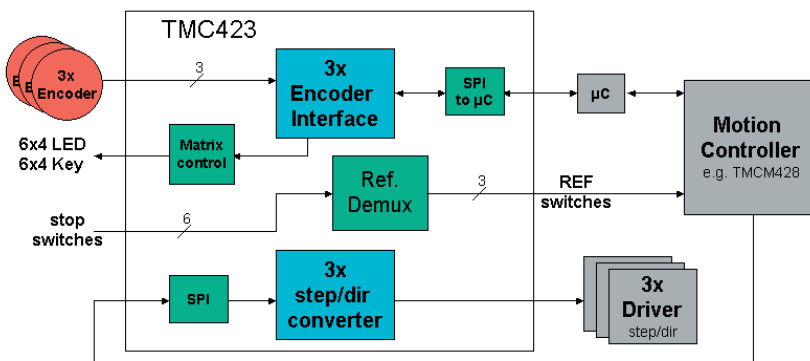 TMC423
3x
Encoder
3
3x
Encoder
Interface
SPI
to µC
µC
Motion
Controller
e.g. TMCM428
6x4 LED
6x4 Key
Matrix
control
Ref.
Demux
3
REF
switches
stop
switches
6
SPI
3x
step/dir
converter
3x
Driver
step/dir